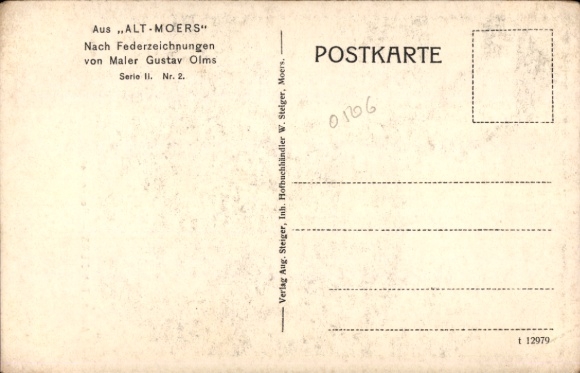 Aus „ALT-MOERS"
Nach Federzeichnungen
von Maler Gustav Olms
Serie II. Nr. 2.
Verlag Aug. Steiger, Inh. Hofbuchhändler W. Steiger, Moers.
POSTKARTE
t 12979